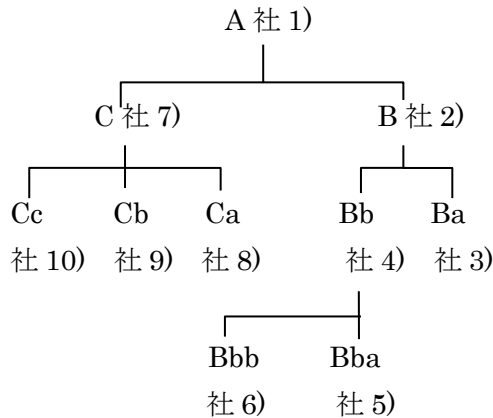 A 社 1)
C 社 7) B 社 2)
Cc Cb Ca Bb Ba
社 10) 社 9) 社 8) 社 4) 社 3)
Bbb Bba
社 6) 社 5)